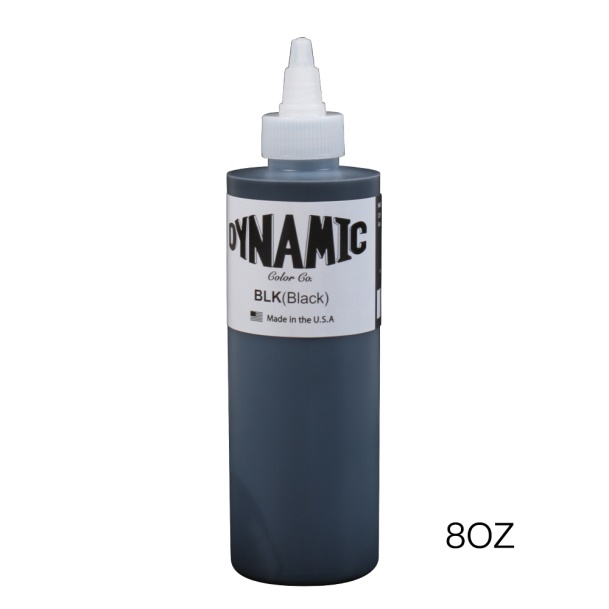 DYNAMIC
Color Co.
BLK(Black)
Made in the U.S.A
8OZ